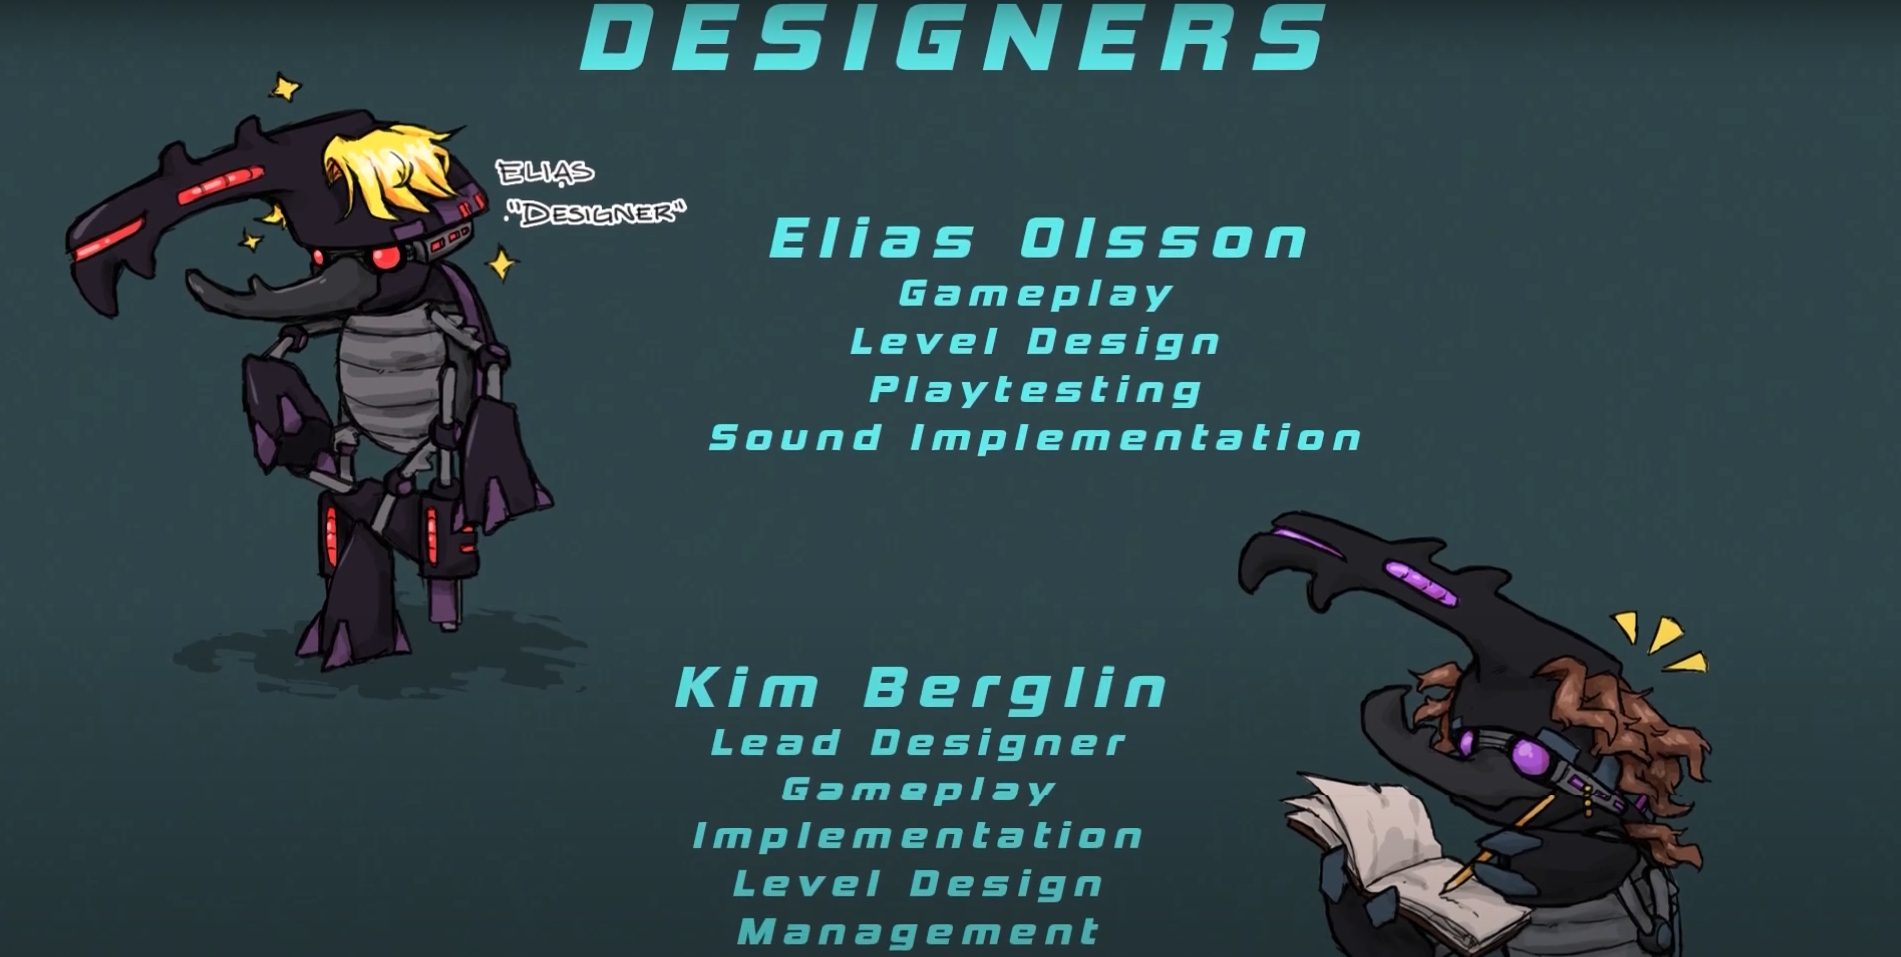 DESIGNERS
ELIAS
"DESIGNER"
Elias Olsson
Gameplay
Level Design
Playtesting
Sound Implementation
Kim Berglin
Lead Designer
Gameplay
Implementation
Level Design
Management